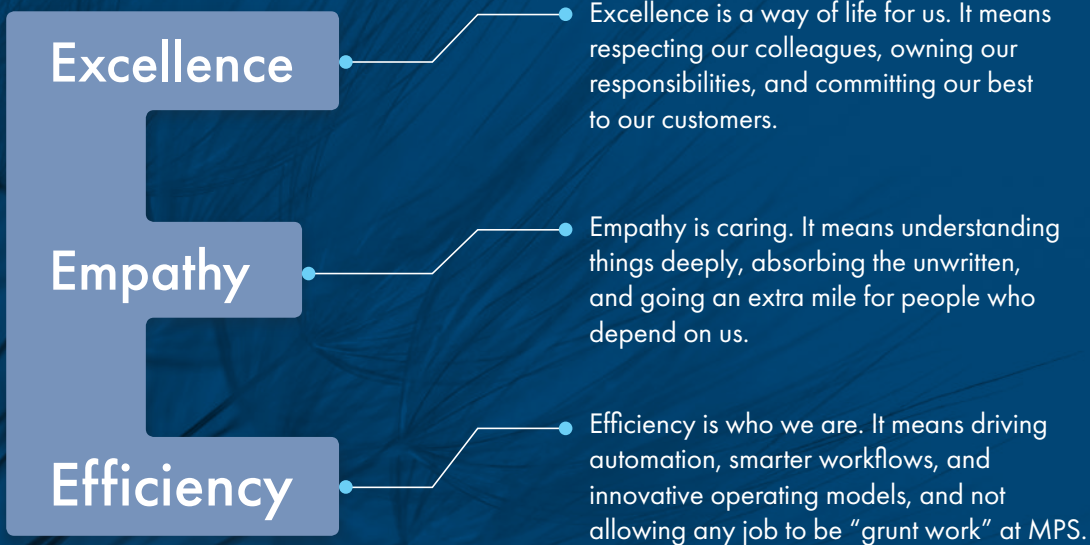 Excellence
Excellence is a way of life for us. It means
respecting our colleagues, owning our
responsibilities, and committing our best
to our customers.
Empathy
Empathy is caring. It means understanding
things deeply, absorbing the unwritten,
and going an extra mile for people who
depend on us.
Efficiency
Efficiency is who we are. It means driving
automation, smarter workflows, and
innovative operating models, and not
allowing any job to be “grunt work” at MPS.